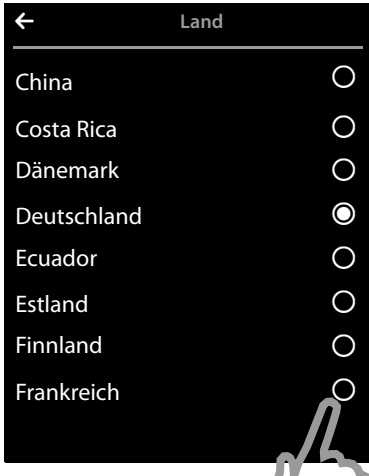 Land
China
Costa Rica
Dänemark
Deutschland
Ecuador
Estland
Finnland
Frankreich